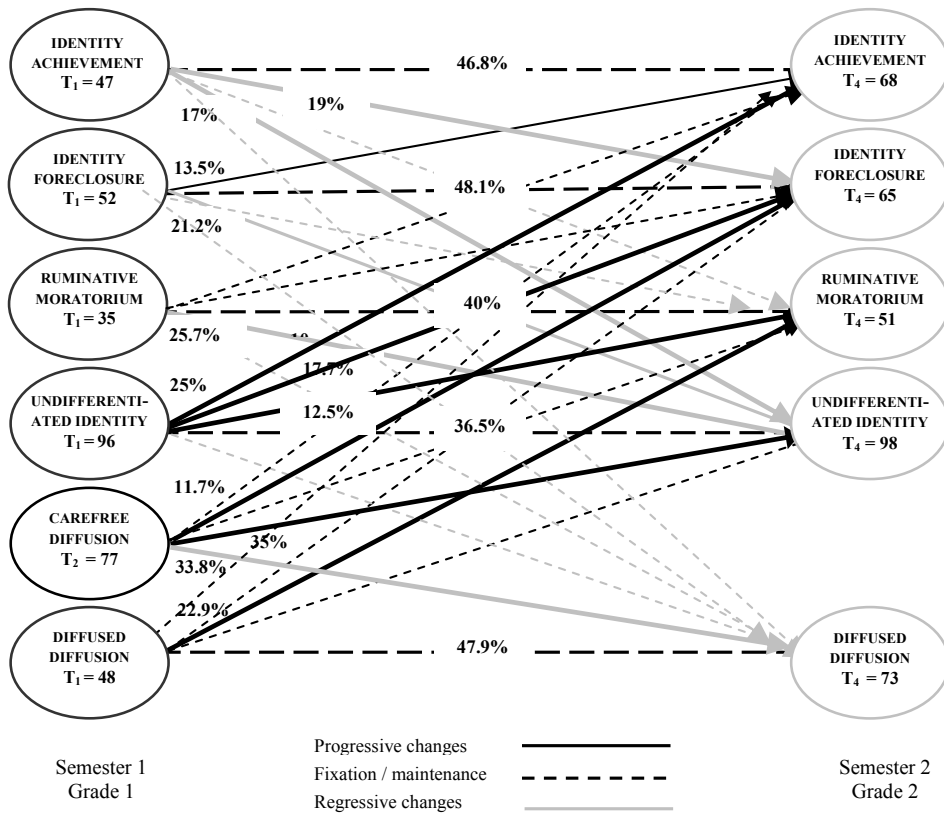 IDENTITY
ACHIEVEMENT
T1 = 47
46.8%
IDENTITY
ACHIEVEMENT
T4 = 68
19%
17%
13.5%
IDENTITY
FORECLOSURE
T1 = 52
48.1%
IDENTITY
FORECLOSURE
T4 = 65
21.2%
RUMINATIVE
MORATORIUM
T1 = 35
40%
RUMINATIVE
MORATORIUM
T4 = 51
25.7%
17.7%
25%
UNDIFFERENTI-
ATED IDENTITY
T1 = 96
12.5%
36.5%
UNDIFFERENTI-
ATED IDENTITY
T4 = 98
11.7%
CAREFREE
DIFFUSION
T2 = 77
35%
33.8%
22.9%
DIFFUSED
DIFFUSION
T1 = 48
47.9%
DIFFUSED
DIFFUSION
T4 = 73
Progressive changes
Fixation / maintenance
Regressive changes
Semester 1
Grade 1
Semester 2
Grade 2